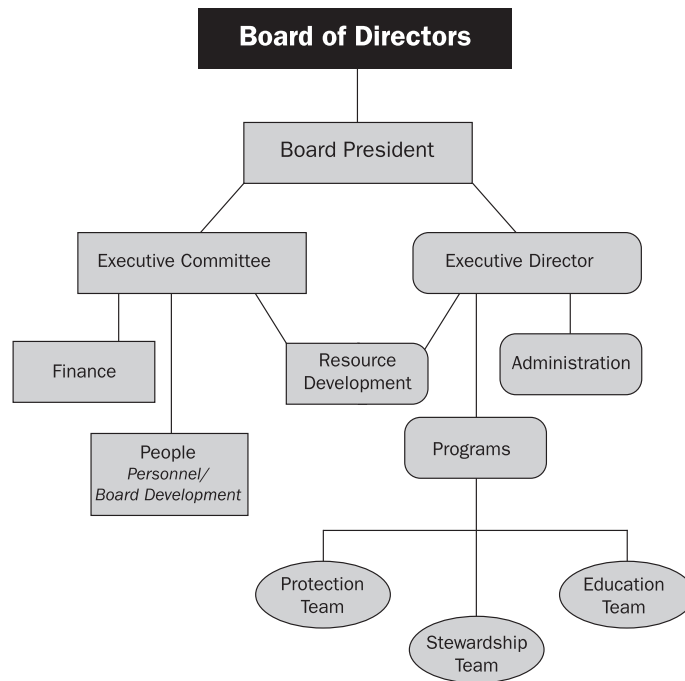 Board of Directors
Board President
Executive Committee
Executive Director
Finance
Resource
Development
Administration
People
Personnel/
Board Development
Programs
Protection
Team
Stewardship
Team
Education
Team